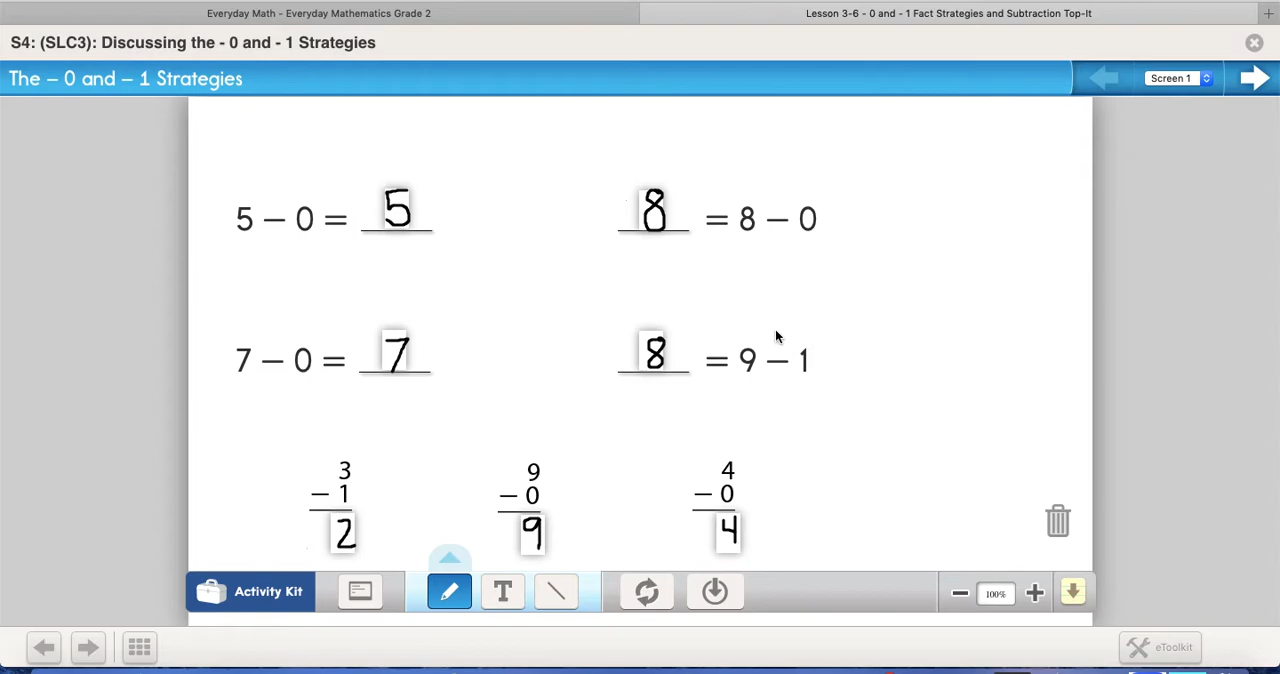 Everyday Math - Everyday Mathematics Grade 2
Lesson 3-6 - 0 and - 1 Fact Strategies and Subtraction Top-It
S4: (SLC3): Discussing the - 0 and - 1 Strategies
The – 0 and – 1 Strategies
Screen 1
5 – 0 = 5
8 = 8 – 0
7 – 0 = 7
8 = 9 – 1
3
– 1
2
9
– 0
9
4
– 0
4
Activity Kit
T
100%
eToolkit